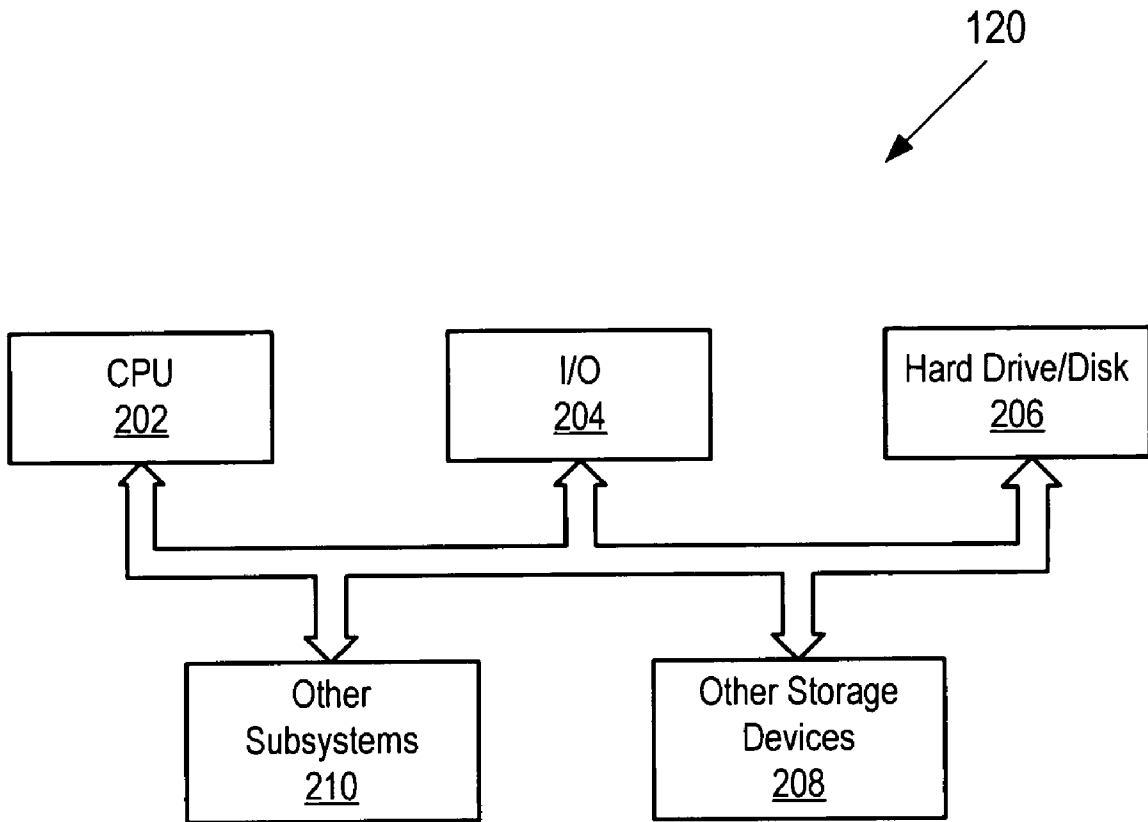 120
CPU
202
I/O
204
Hard Drive/Disk
206
Other
Subsystems
210
Other Storage
Devices
208